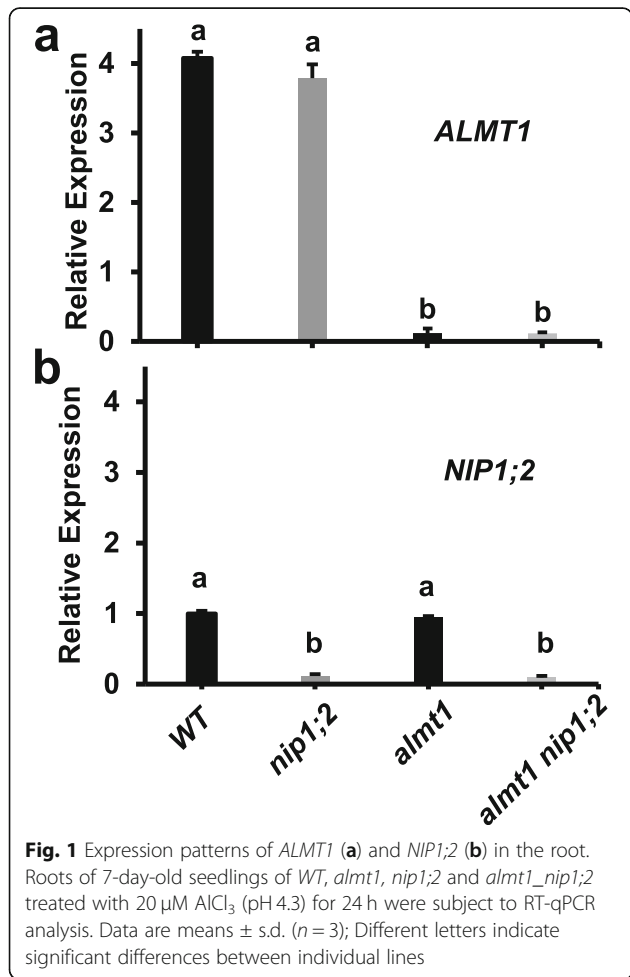 a
Relative Expression
4
3
2
1
0
a
a
b
b
ALMT1
b
Relative Expression
4
3
2
1
0
a
b
a
b
NIP1;2
WT
nip1;2
almt1
almt1 nip1;2
Fig. 1 Expression patterns of ALMT1 (a) and NIP1;2 (b) in the root.
Roots of 7-day-old seedlings of WT, almt1, nip1;2 and almt1_nip1;2
treated with 20 μM AlCl₃ (pH 4.3) for 24 h were subject to RT-qPCR
analysis. Data are means ± s.d. (n = 3); Different letters indicate
significant differences between individual lines